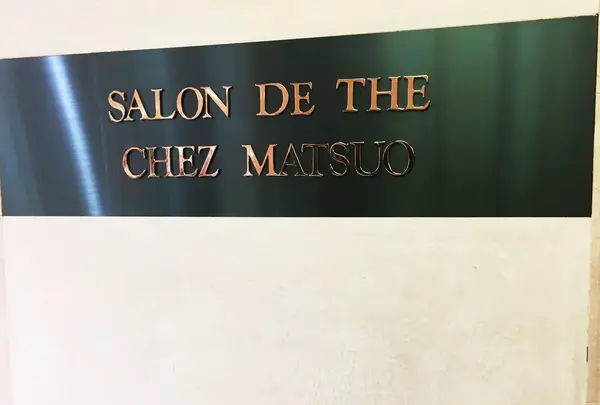 SALON DE THE
CHEZ MATSUO